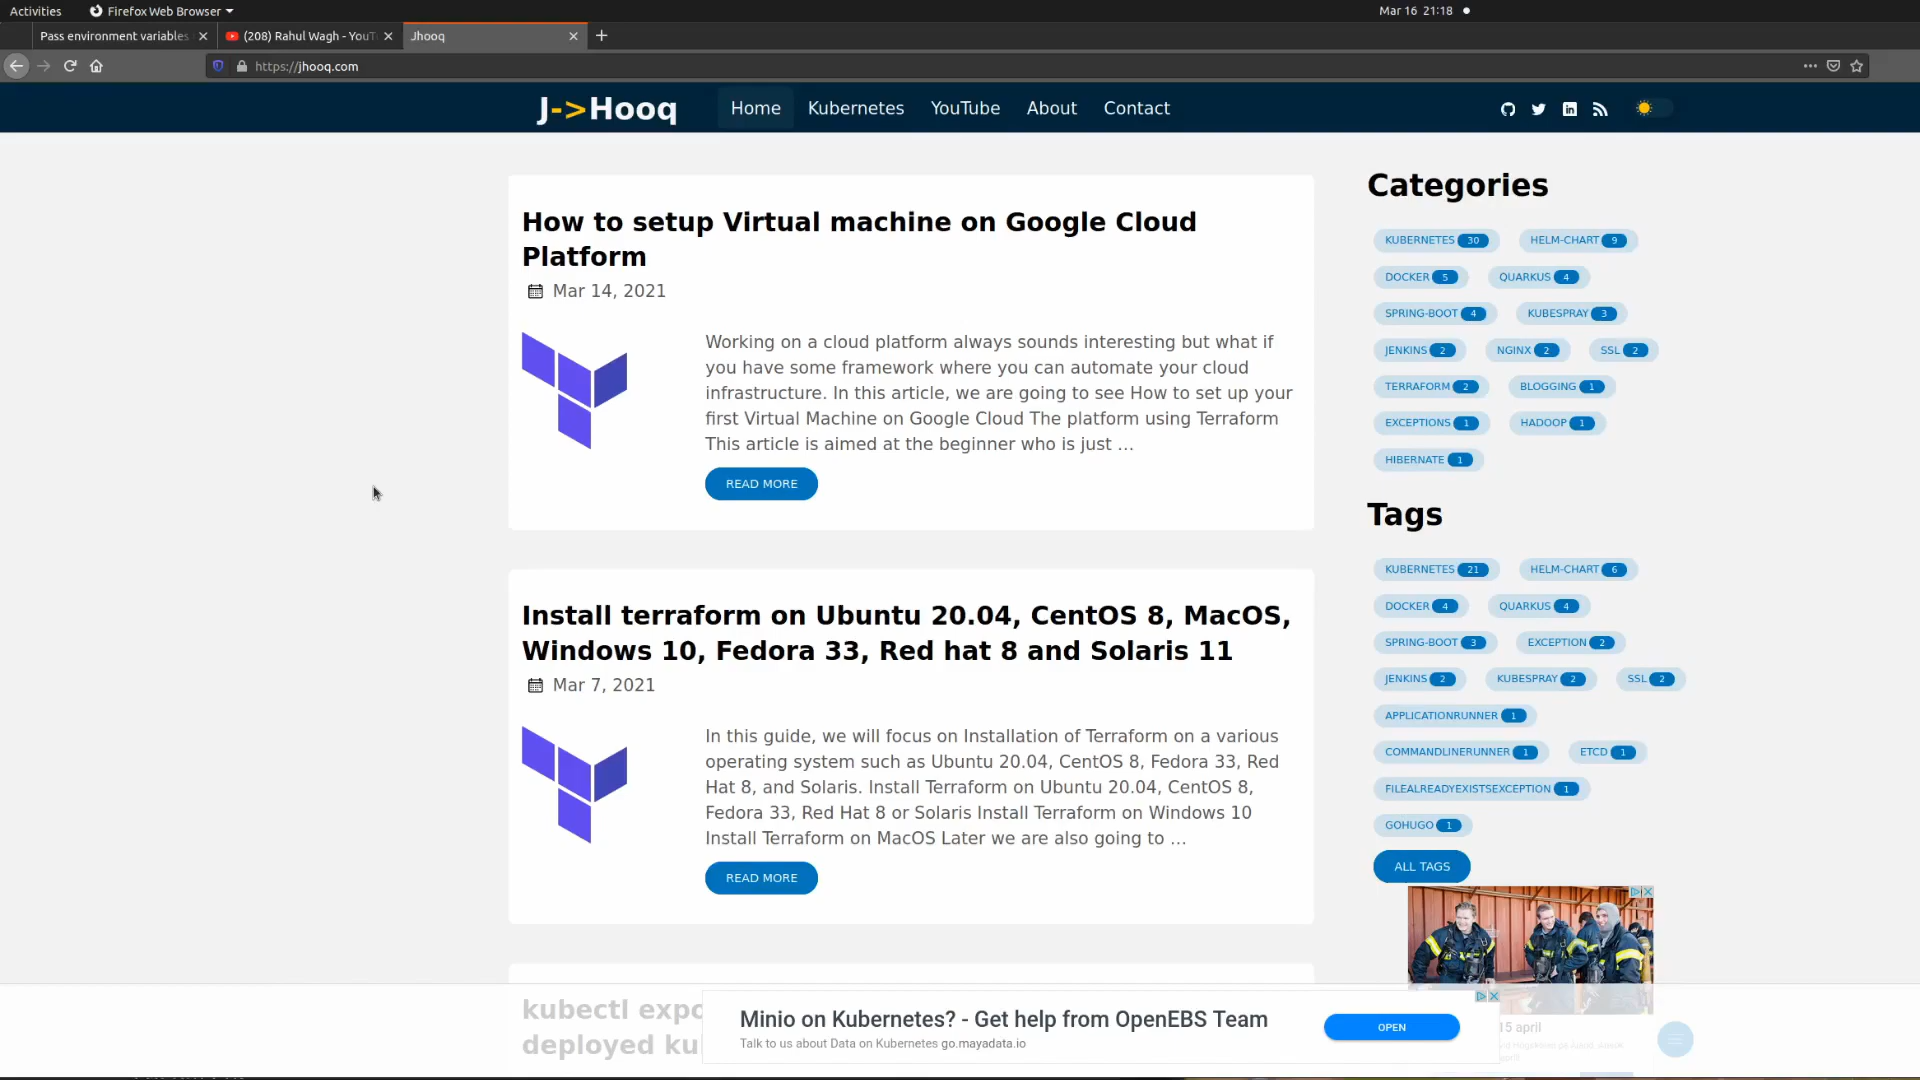 Activities
Firefox Web Browser
Mar 16 21:18
Pass environment variables
(208) Rahul Wagh - YouT
Jhooq
https://jhooq.com
J->Hooq
Home
Kubernetes
YouTube
About
Contact
How to setup Virtual machine on Google Cloud
Platform
Mar 14, 2021
Working on a cloud platform always sounds interesting but what if
you have some framework where you can automate your cloud
infrastructure. In this article, we are going to see How to set up your
first Virtual Machine on Google Cloud The platform using Terraform
This article is aimed at the beginner who is just ...
READ MORE
Install terraform on Ubuntu 20.04, CentOS 8, MacOS,
Windows 10, Fedora 33, Red hat 8 and Solaris 11
Mar 7, 2021
In this guide, we will focus on Installation of Terraform on a various
operating system such as Ubuntu 20.04, CentOS 8, Fedora 33, Red
Hat 8, and Solaris. Install Terraform on Ubuntu 20.04, CentOS 8,
Fedora 33, Red Hat 8 or Solaris Install Terraform on Windows 10
Install Terraform on MacOS Later we are also going to ...
READ MORE
kubectl expo
deployed ku
Categories
KUBERNETES 30
HELM-CHART 9
DOCKER 5
QUARKUS 4
SPRING-BOOT 4
KUBESPRAY 3
JENKINS 2
NGINX 2
SSL 2
TERRAFORM 2
BLOGGING 1
EXCEPTIONS 1
HADOOP 1
HIBERNATE 1
Tags
KUBERNETES 21
HELM-CHART 6
DOCKER 4
QUARKUS 4
SPRING-BOOT 3
EXCEPTION 2
JENKINS 2
KUBESPRAY 2
SSL 2
APPLICATIONRUNNER 1
COMMANDLINERUNNER 1
ETCD 1
FILEALREADYEXISTSEXCEPTION 1
GOHUGO 1
ALL TAGS
Minio on Kubernetes? - Get help from OpenEBS Team
Talk to us about Data on Kubernetes go.mayadata.io
OPEN
15 april